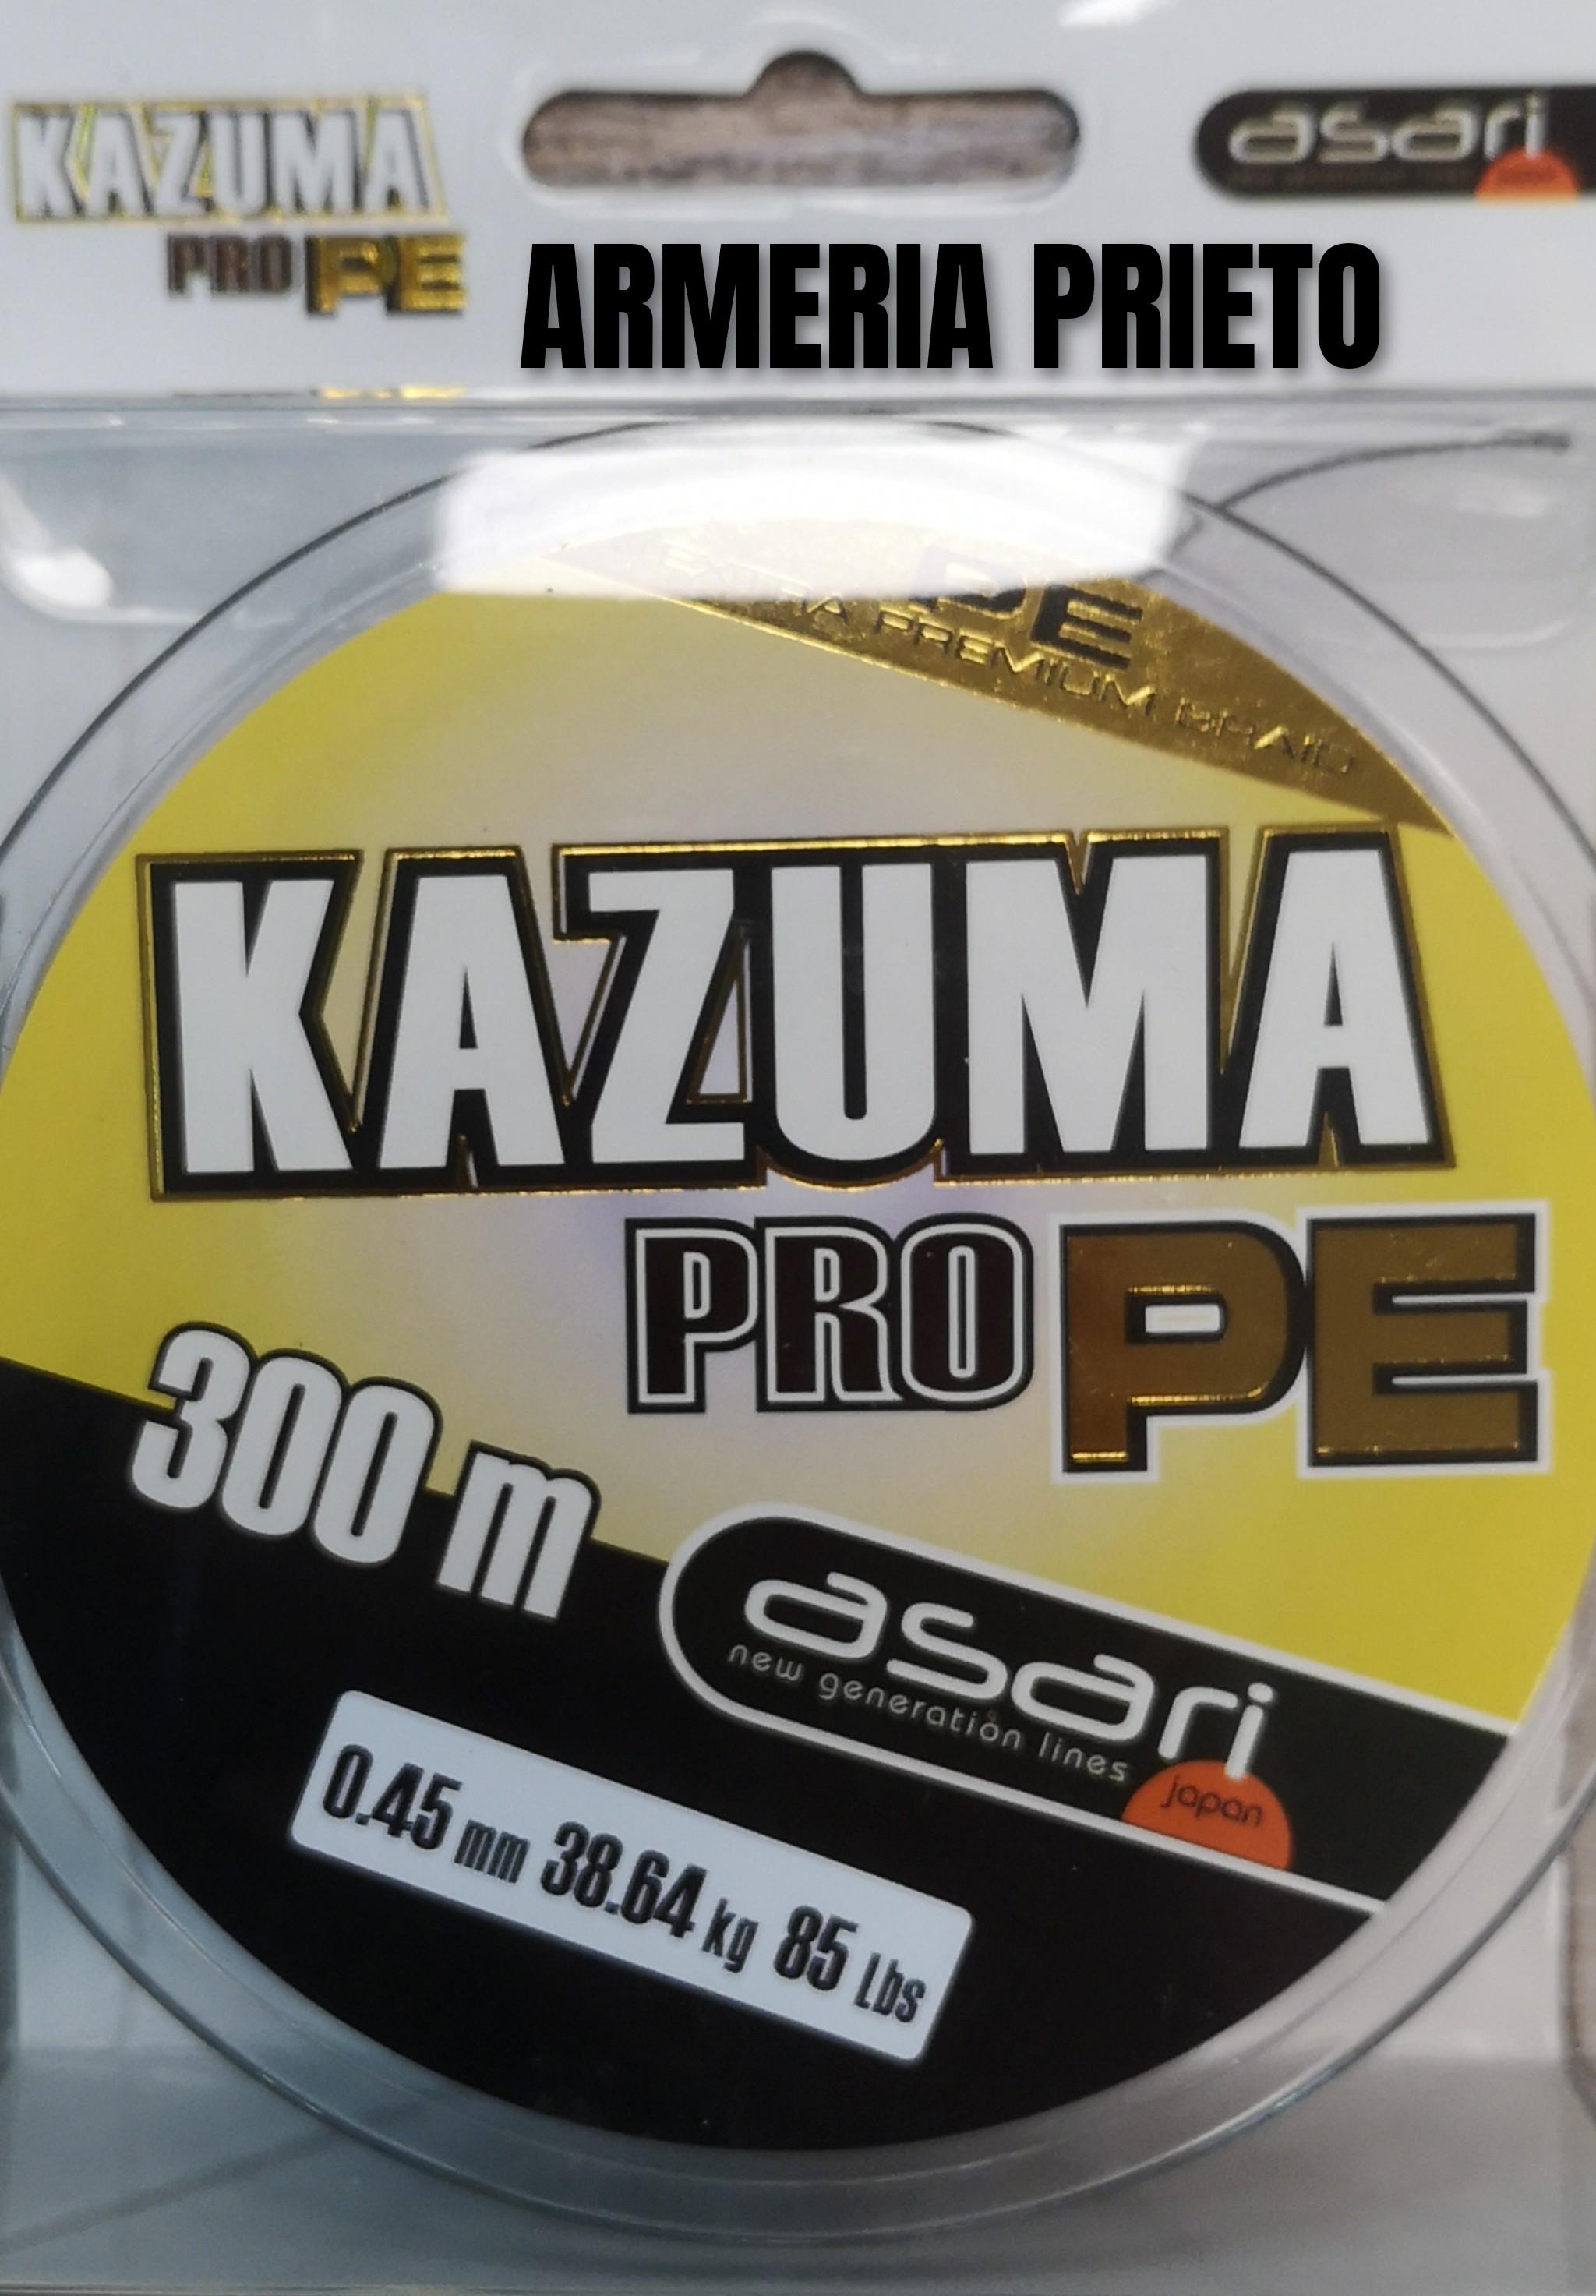 KAZUMA
PRO PE
asari
ARMERIA PRIETO
PE
EXTRA PREMIUM BRAID
KAZUMA
PRO PE
300 m
asari
new generation lines
japan
0.45 mm 38.64 kg 85 Lbs